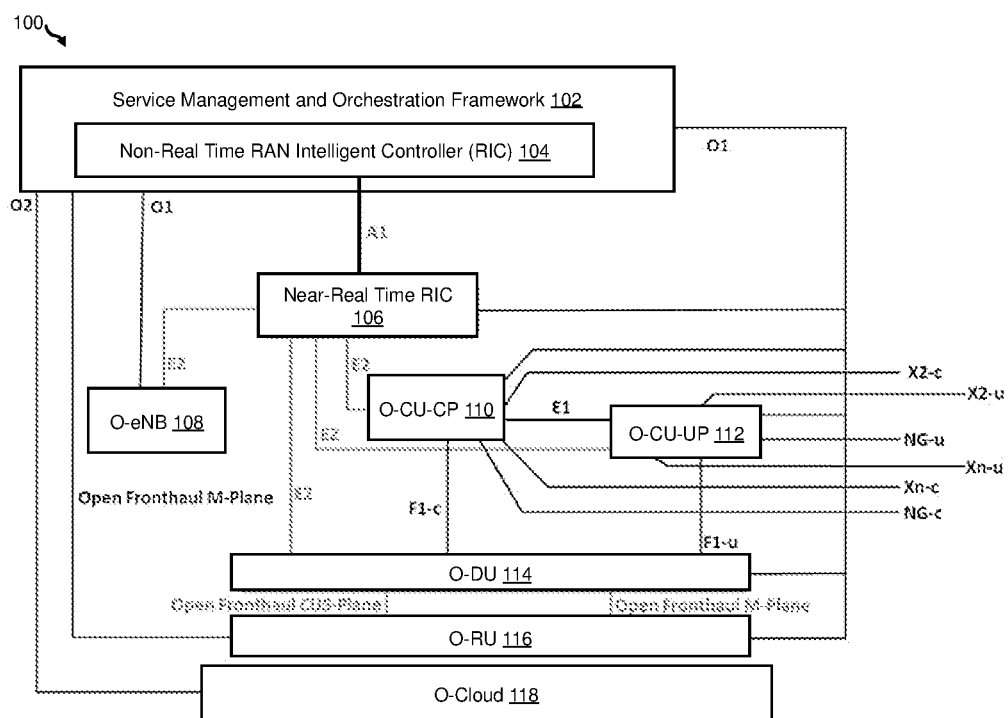 100
Service Management and Orchestration Framework 102
Non-Real Time RAN Intelligent Controller (RIC) 104
O1
O2
O1
A1
Near-Real Time RIC
106
E2
E2
O-CU-CP 110
X2-c
X2-u
O-eNB 108
E1
O-CU-UP 112
E2
NG-u
Xn-u
Open Fronthaul M-Plane
E2
Xn-c
F1-c
NG-c
F1-u
O-DU 114
Open Fronthaul CUS-Plane
Open Fronthaul M-Plane
O-RU 116
O-Cloud 118